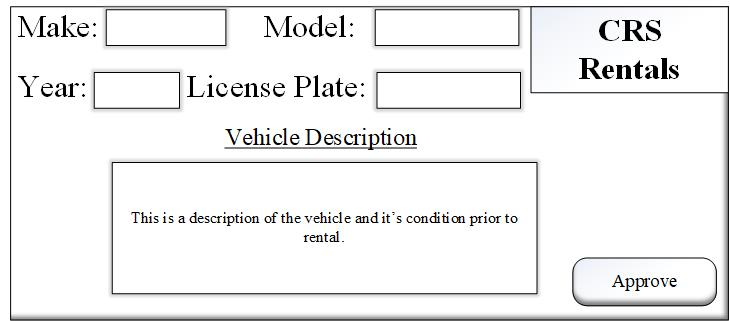 Make: Model:
CRS
Rentals
Year: License Plate:
Vehicle Description
This is a description of the vehicle and it’s condition prior to
rental.
Approve